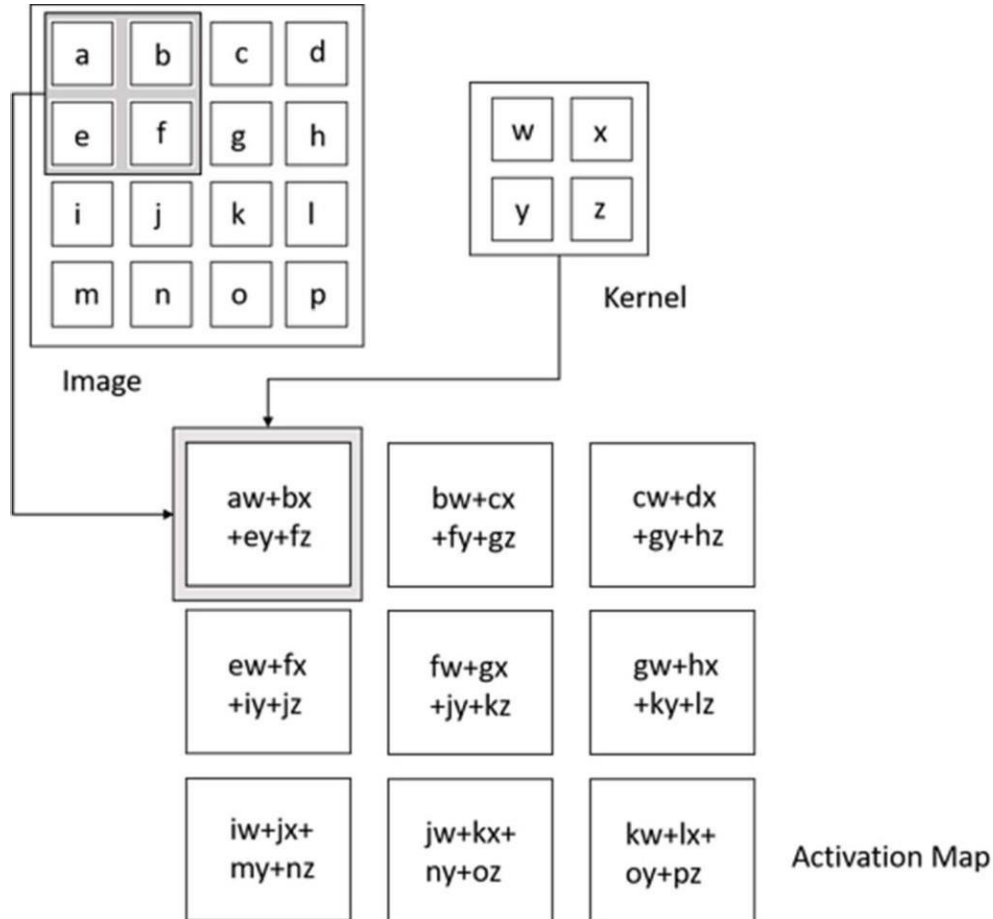 a b c d
w x
e f g h
y z
i j k l
m n o p
Kernel
Image
aw+bx
+ey+fz
bw+cx
+fy+gz
cw+dx
+gy+hz
ew+fx
+iy+jz
fw+gx
+jy+kz
gw+hx
+ky+lz
iw+jx+
my+nz
jw+kx+
ny+oz
kw+lx+
oy+pz
Activation Map